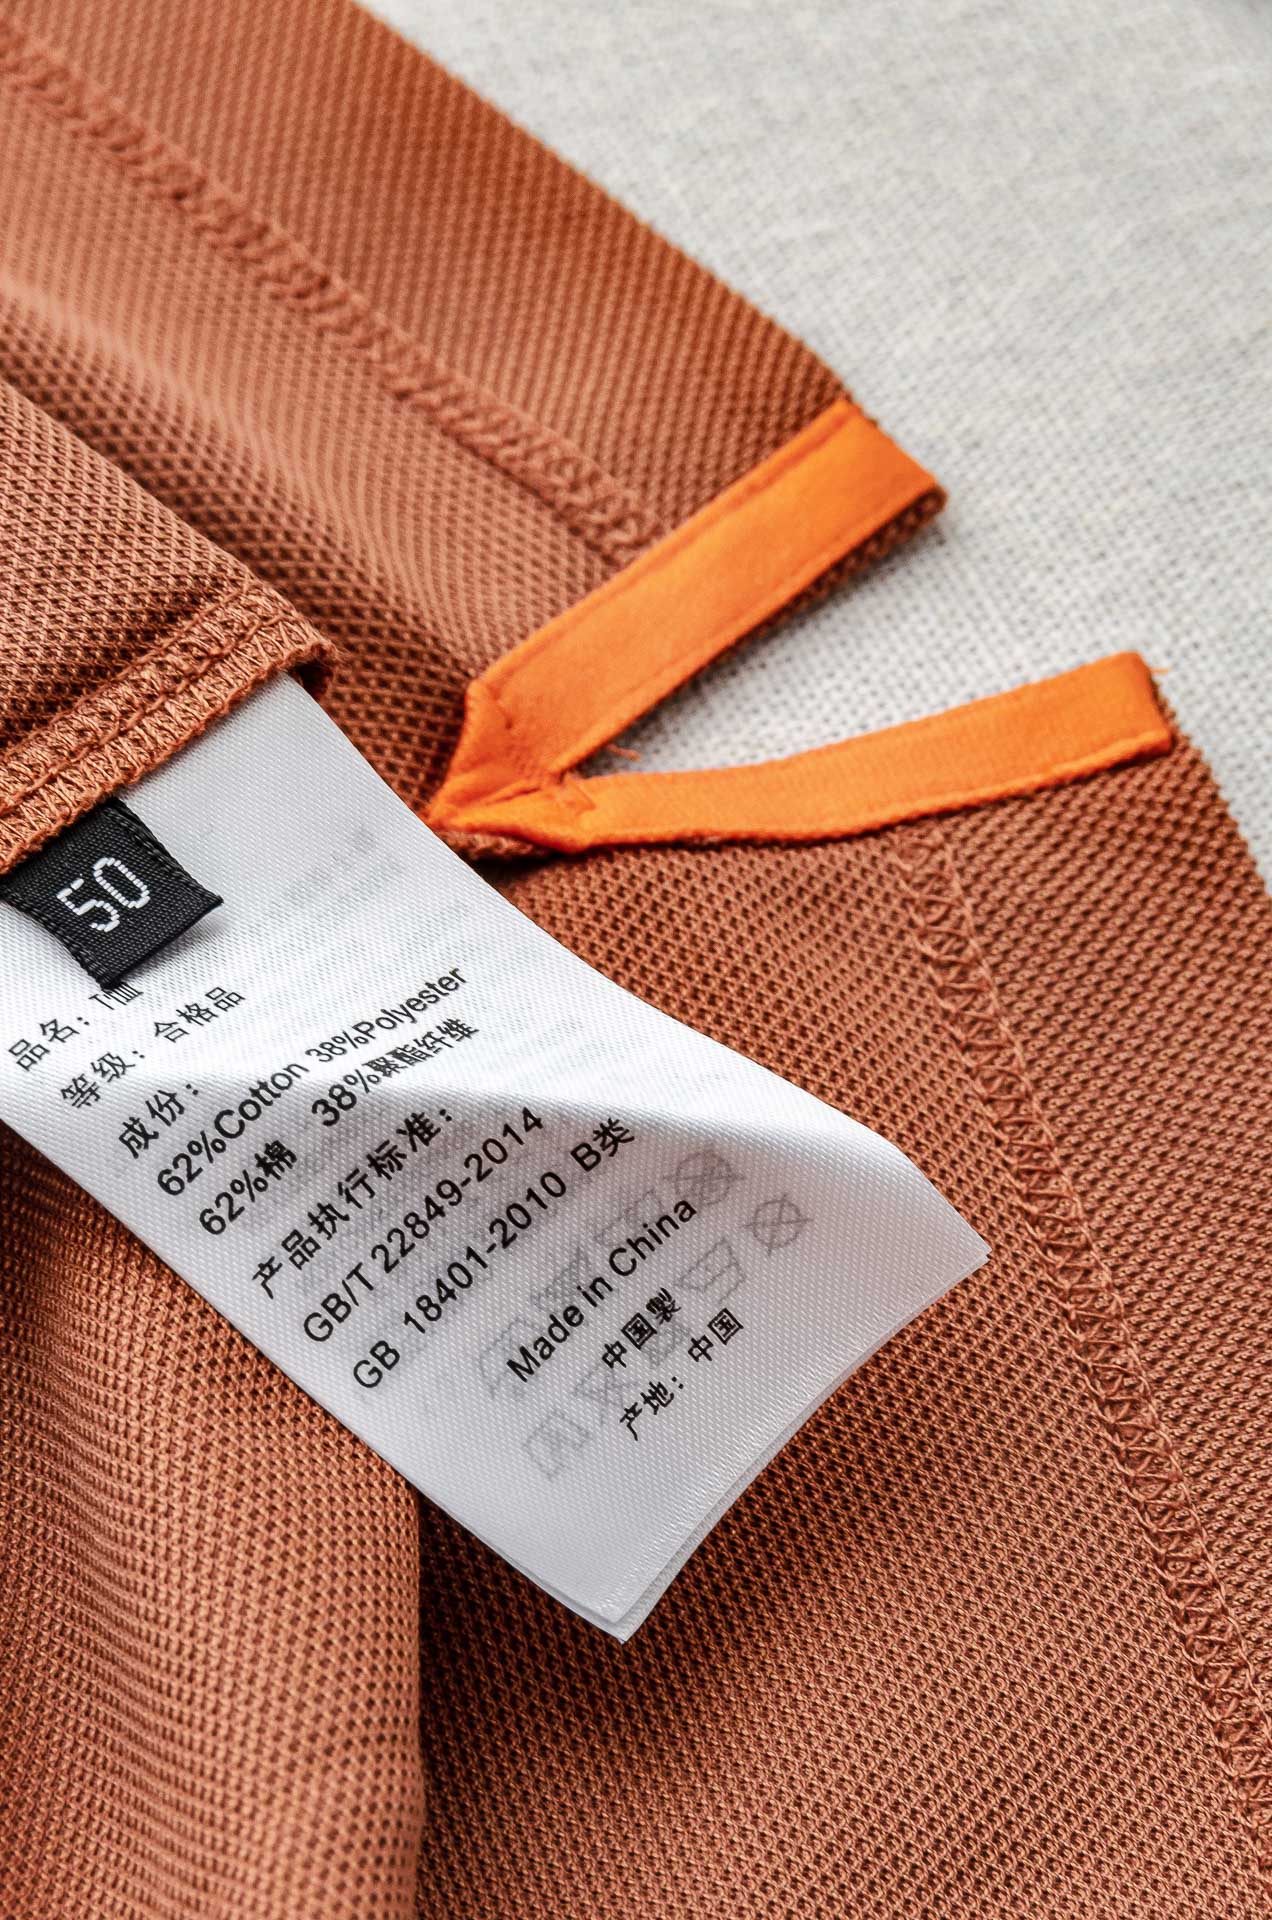 50
品名：T恤
等级：合格品
成份：
62%Cotton 38%Polyester
62%棉 38%聚酯纤维
产品执行标准：
GB/T 22849-2014
GB 18401-2010 B类
Made in China
中国製
产地：中国